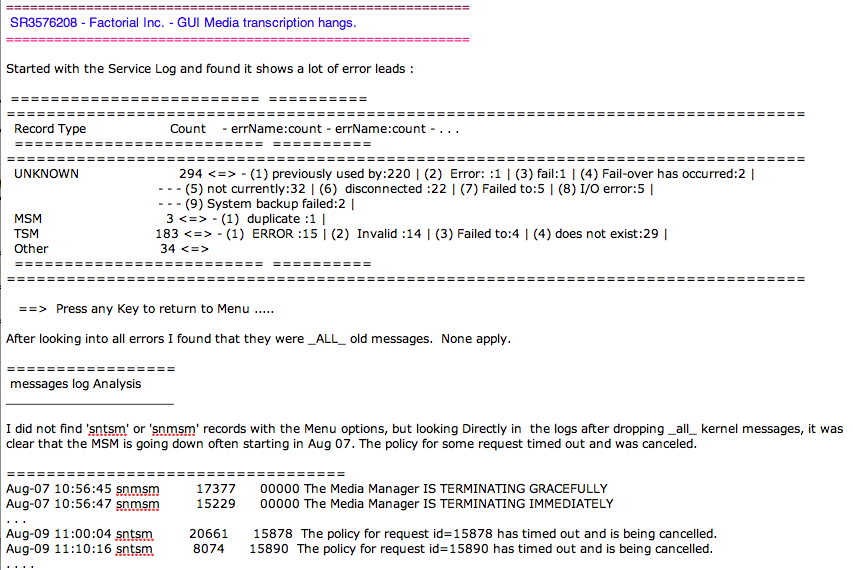 ===============================================
SR3576208 - Factorial Inc. - GUI Media transcription hangs.
===============================================
Started with the Service Log and found it shows a lot of error leads :
========================= ==========
================================================================================
Record Type Count - errName:count - errName:count - . . .
========================= ==========
================================================================================
UNKNOWN 294 <=> - (1) previously used by:220 | (2) Error: :1 | (3) fail:1 | (4) Fail-over has occurred:2 |
- - - (5) not currently:32 | (6) disconnected :22 | (7) Failed to:5 | (8) I/O error:5 |
- - - (9) System backup failed:2 |
MSM 3 <=> - (1) duplicate :1 |
TSM 183 <=> - (1) ERROR :15 | (2) Invalid :14 | (3) Failed to:4 | (4) does not exist:29 |
Other 34 <=>
========================= ==========
================================================================================
==> Press any Key to return to Menu .....
After looking into all errors I found that they were _ALL_ old messages. None apply.
=================
messages log Analysis
_____________________
I did not find 'sntsm' or 'snmsm' records with the Menu options, but looking Directly in the logs after dropping _all_ kernel messages, it was
clear that the MSM is going down often starting in Aug 07. The policy for some request timed out and was canceled.
==================================
Aug-07 10:56:45 snmsm 17377 00000 The Media Manager IS TERMINATING GRACEFULLY
Aug-07 10:56:47 snmsm 15229 00000 The Media Manager IS TERMINATING IMMEDIATELY
. . .
Aug-09 11:00:04 sntsm 20661 15878 The policy for request id=15878 has timed out and is being cancelled.
Aug-09 11:10:16 sntsm 8074 15890 The policy for request id=15890 has timed out and is being cancelled.
. . . .